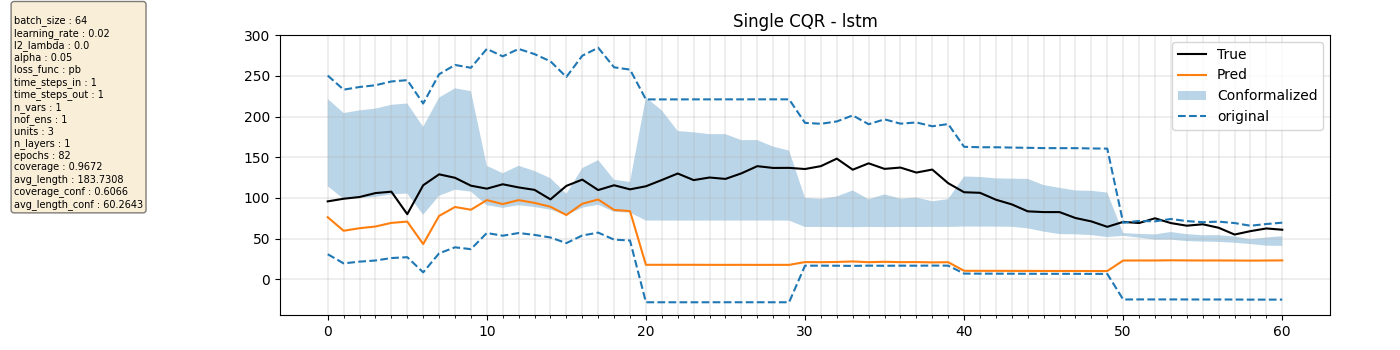 batch_size : 64
learning_rate : 0.02
l2_lambda : 0.0
alpha : 0.05
loss_func : pb
time_steps_in : 1
time_steps_out : 1
n_vars : 1
nof_ens : 1
units : 3
n_layers : 1
epochs : 82
coverage : 0.9672
avg_length : 183.7308
coverage_conf : 0.6066
avg_length_conf : 60.2643
Single CQR - lstm
300
250
200
150
100
50
0
True
Pred
Conformalized
original
0 10 20 30 40 50 60